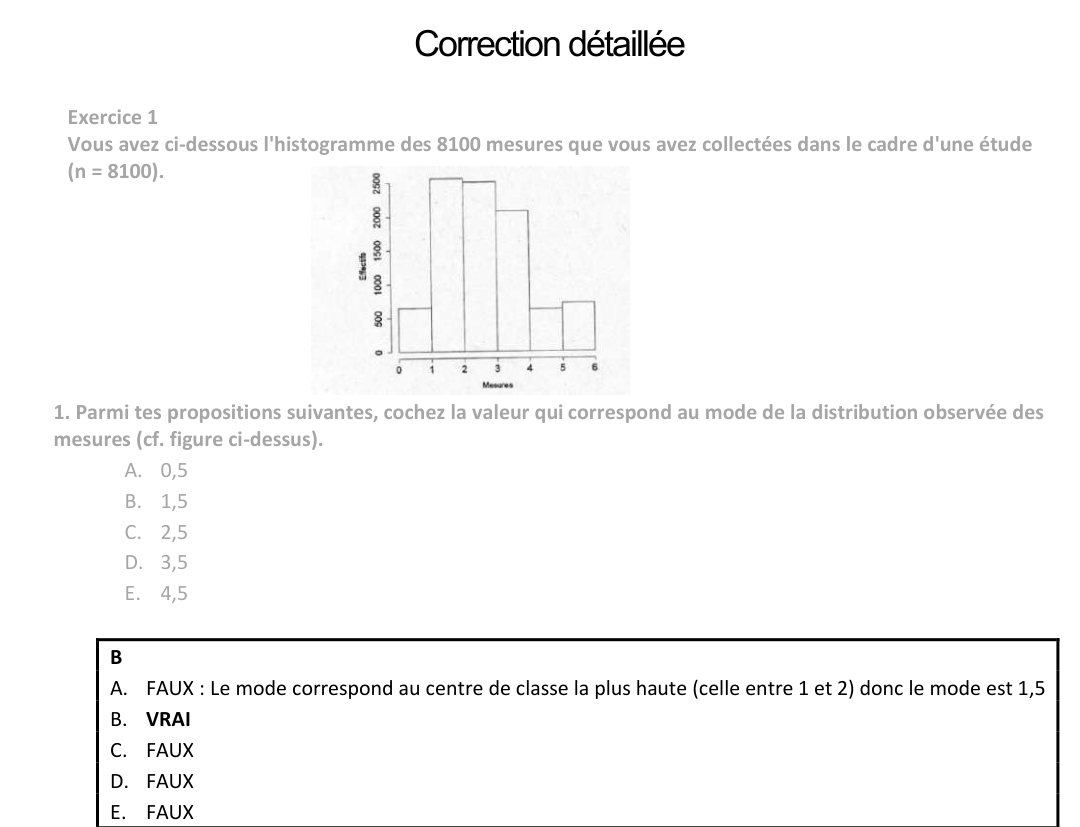 Correction détaillée
Exercice 1
Vous avez ci-dessous l'histogramme des 8100 mesures que vous avez collectées dans le cadre d'une étude
(n = 8100).
2500
2000
1500
1000
500
0
Effectifs
0 1 2 3 4 5 6
Mesures
1. Parmi tes propositions suivantes, cochez la valeur qui correspond au mode de la distribution observée des
mesures (cf. figure ci-dessus).
A. 0,5
B. 1,5
C. 2,5
D. 3,5
E. 4,5
B
A. FAUX : Le mode correspond au centre de classe la plus haute (celle entre 1 et 2) donc le mode est 1,5
B. VRAI
C. FAUX
D. FAUX
E. FAUX